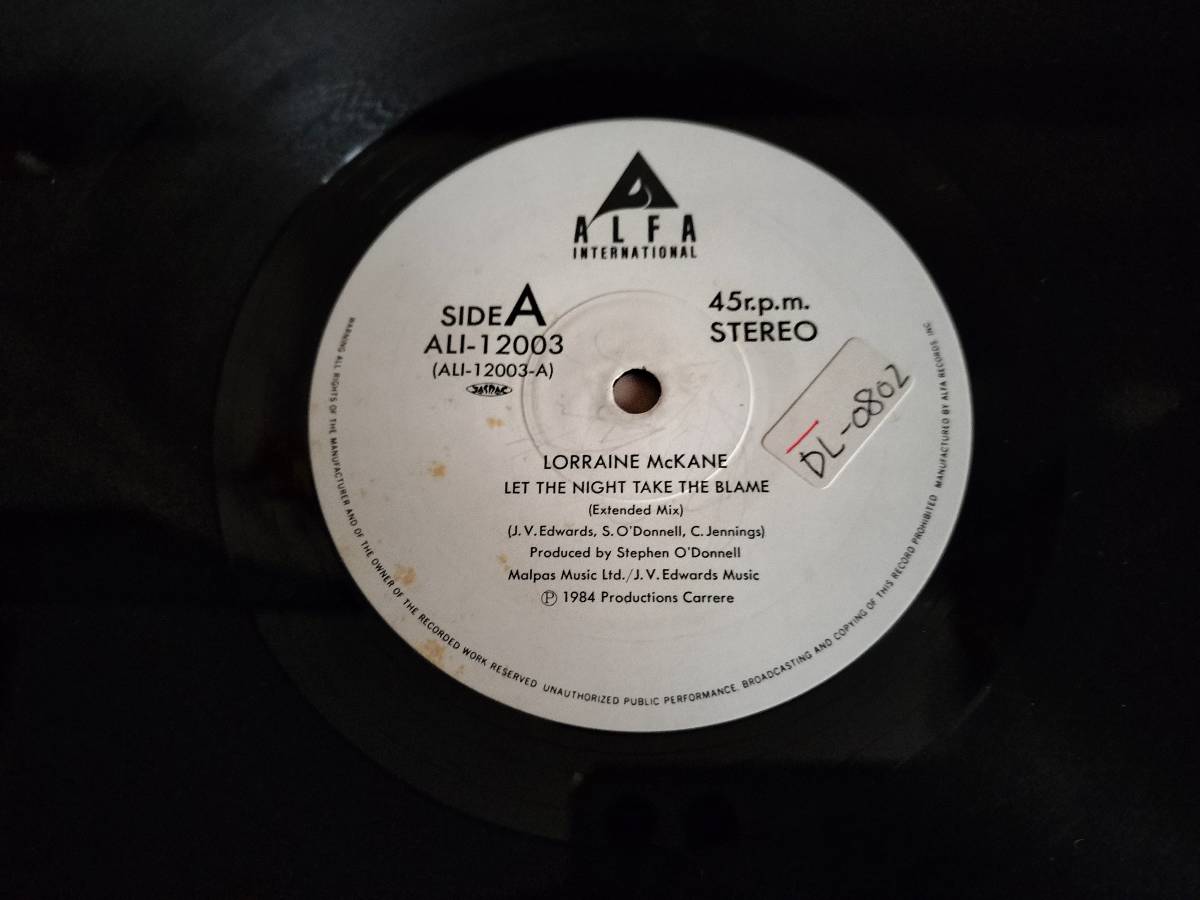 ALFA
INTERNATIONAL
SIDE A
ALI-12003
(ALI-12003-A)
JASRAC
45r.p.m.
STEREO
DL-0802
LORRAINE McKANE
LET THE NIGHT TAKE THE BLAME
(Extended Mix)
(J. V. Edwards, S. O'Donnell, C. Jennings)
Produced by Stephen O'Donnell
Malpas Music Ltd./J. V. Edwards Music
Ⓟ 1984 Productions Carrere
WARNING ALL RIGHTS OF THE MANUFACTURER AND OF THE OWNER OF THE RECORDED WORK RESERVED UNAUTHORIZED PUBLIC PERFORMANCE, BROADCASTING AND COPYING OF THIS RECORD PROHIBITED MANUFACTURED BY ALFA RECORDS, INC.